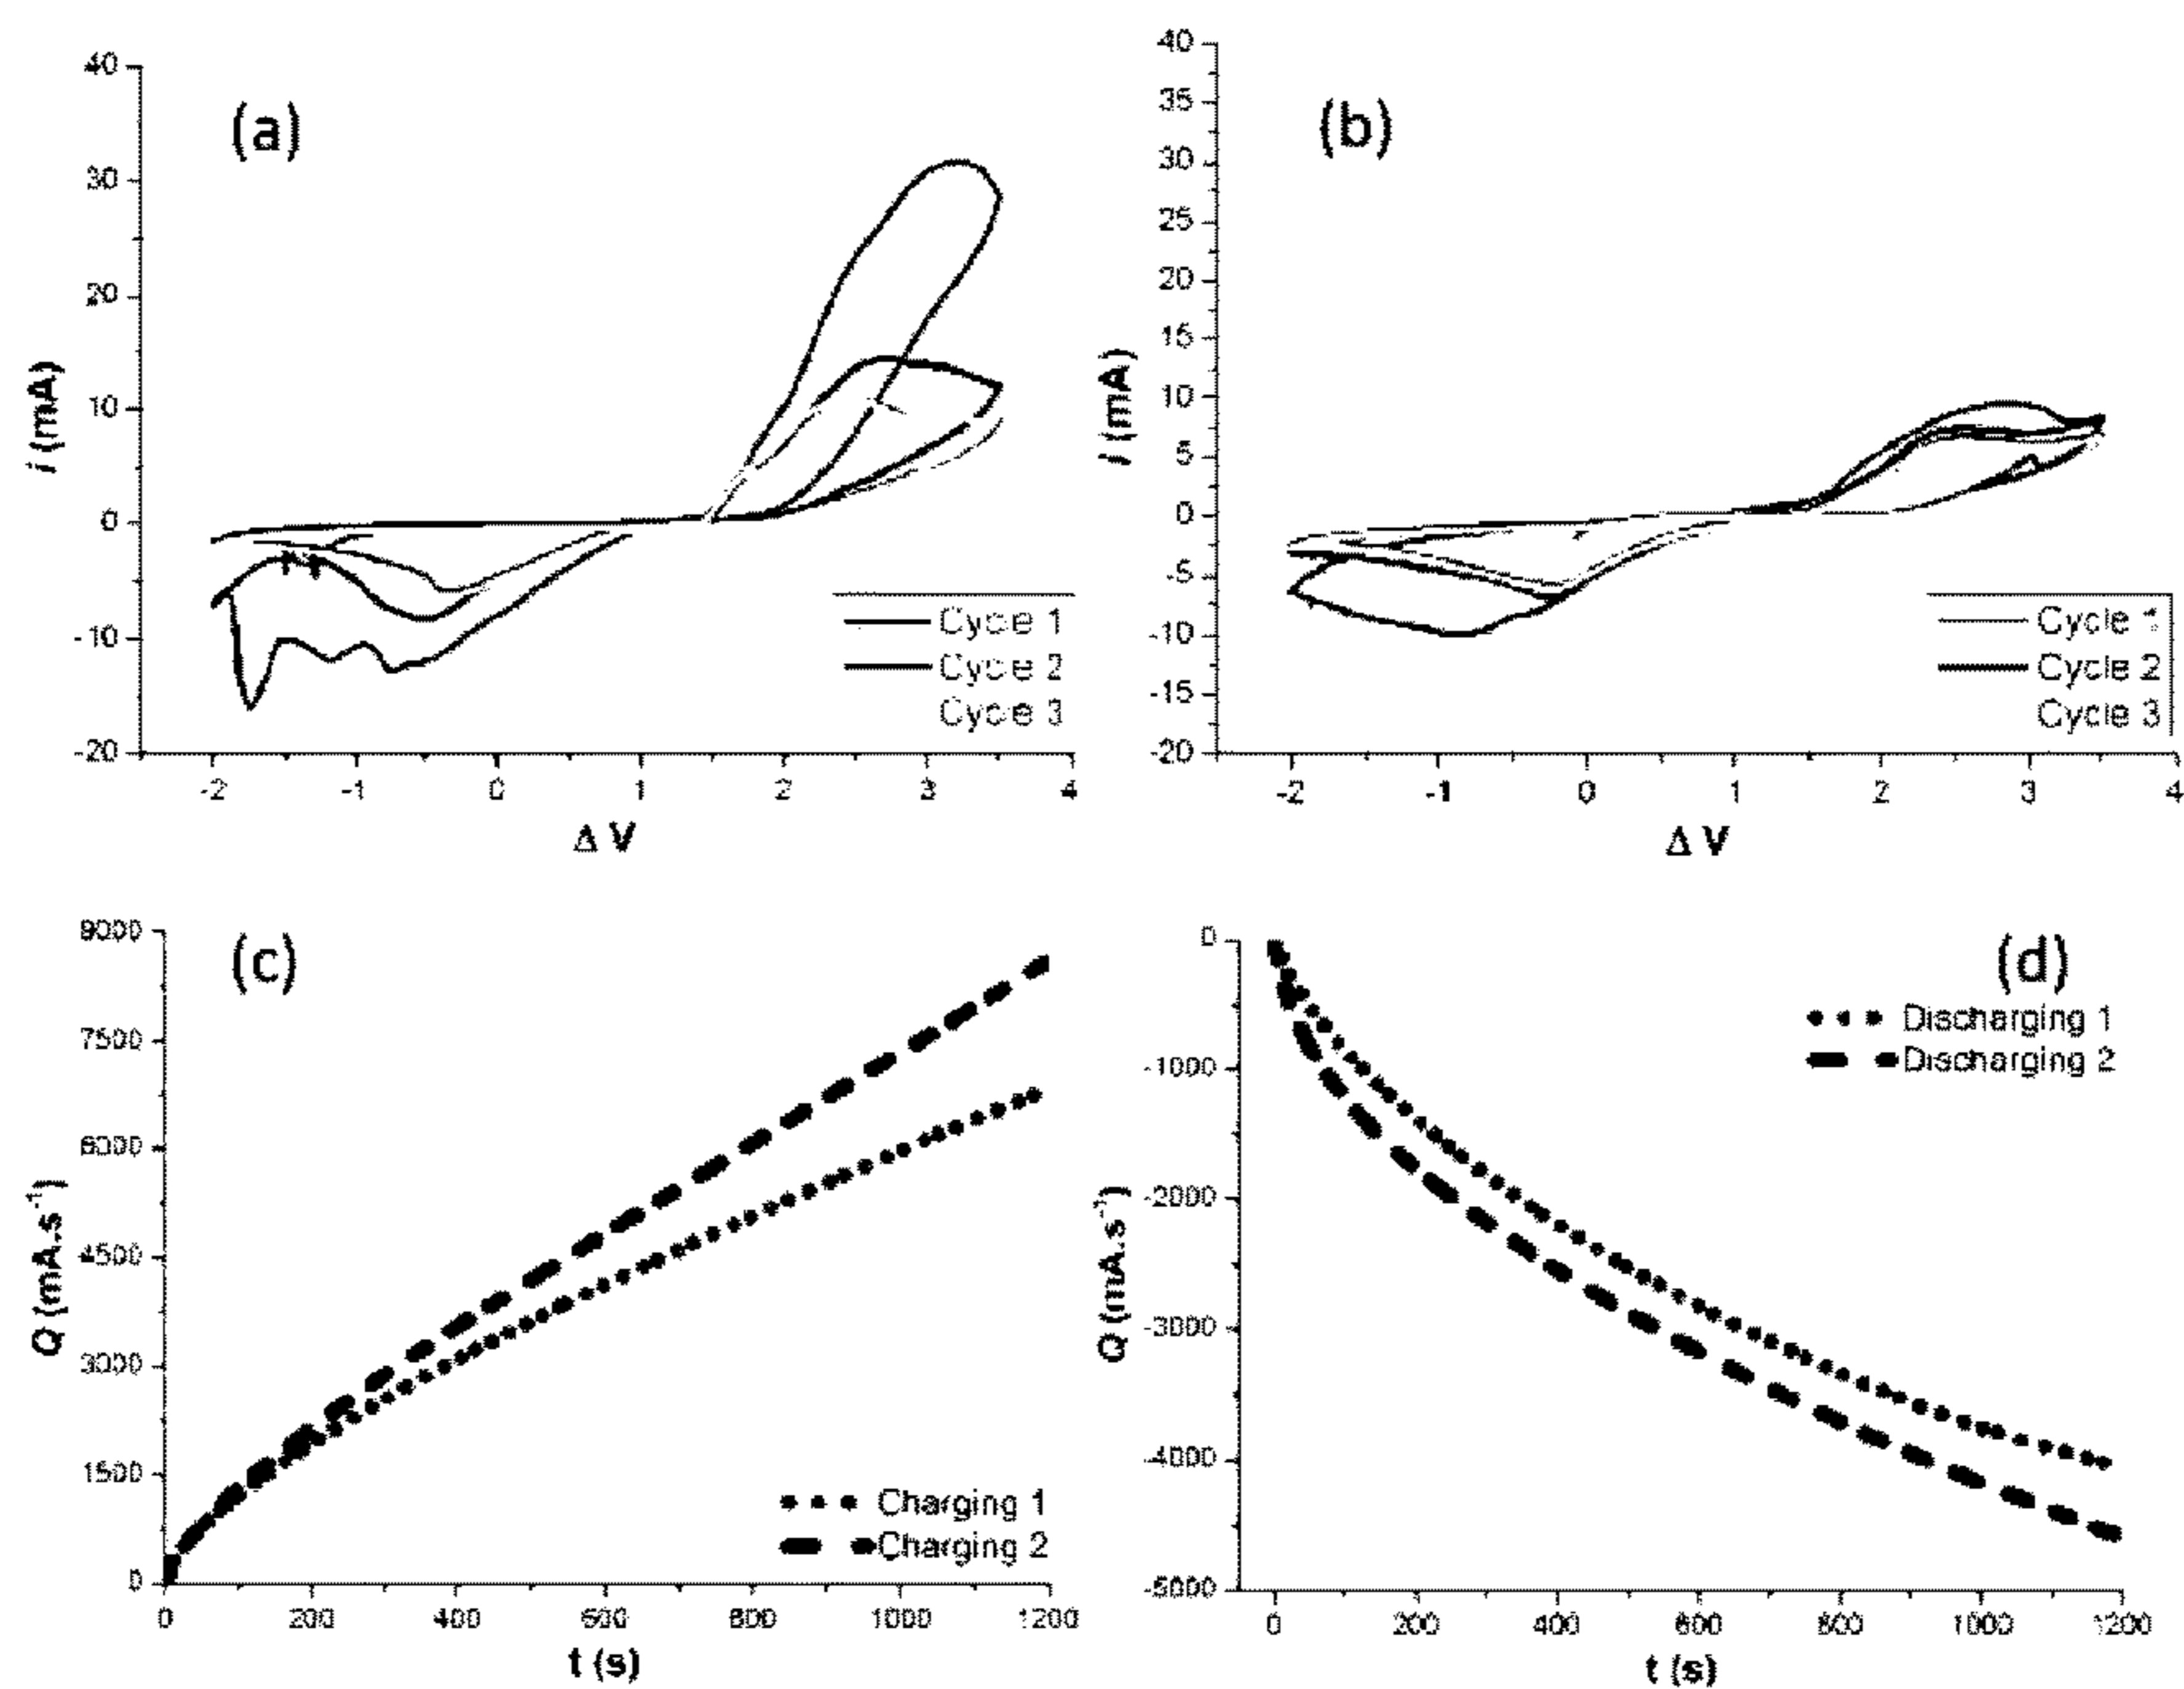 (a)
40
30
20
10
0
-10
-20
i (mA)
-2 -1 0 1 2 3 4
Δ V
Cycle 1
Cycle 2
Cycle 3
(b)
40
35
30
25
20
15
10
5
0
-5
-10
-15
-20
i (mA)
-2 -1 0 1 2 3 4
Δ V
Cycle 1
Cycle 2
Cycle 3
(c)
9000
7500
6000
4500
3000
1500
0
Q (mA.s⁻¹)
0 200 400 600 800 1000 1200
t (s)
Charging 1
Charging 2
(d)
0
-1000
-2000
-3000
-4000
-5000
Q (mA.s⁻¹)
0 200 400 600 800 1000 1200
t (s)
Discharging 1
Discharging 2